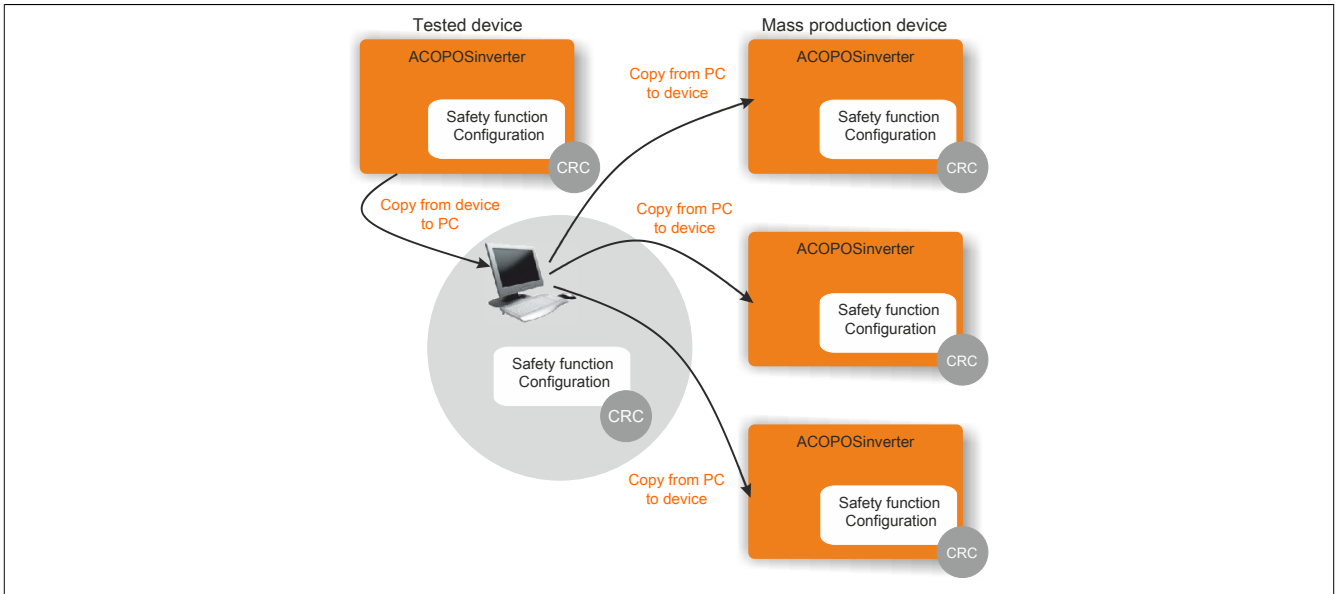 Tested device
ACOPOSinverter
Safety function
Configuration
CRC
Copy from device
to PC
Safety function
Configuration
CRC
Mass production device
Copy from PC
to device
ACOPOSinverter
Safety function
Configuration
CRC
Copy from PC
to device
ACOPOSinverter
Safety function
Configuration
CRC
Copy from PC
to device
ACOPOSinverter
Safety function
Configuration
CRC